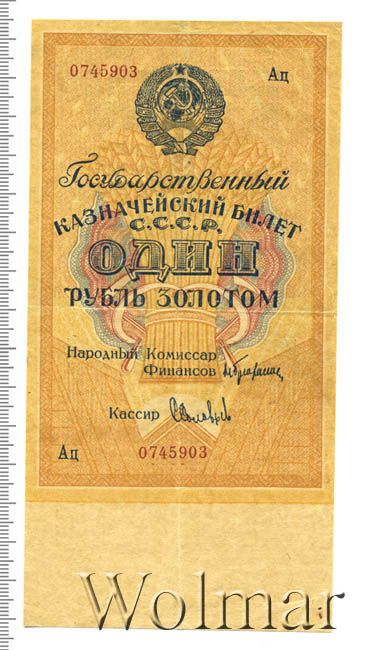 0745903 Ац
Государственный
КАЗНАЧЕЙСКИЙ БИЛЕТ
С.С.С.Р.
ОДИН
РУБЛЬ ЗОЛОТОМ
Народный Комиссар
Финансов
Кассир
Ац 0745903
Wolmar